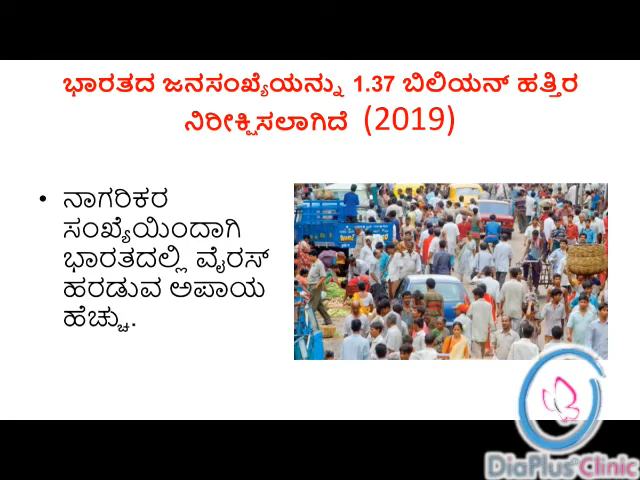 ಭಾರತದ ಜನಸಂಖ್ಯೆಯನ್ನು 1.37 ಬಿಲಿಯನ್ ಹತ್ತಿರ
ನಿರೀಕ್ಷಿಸಲಾಗಿದೆ (2019)
• ನಾಗರಿಕರ
ಸಂಖ್ಯೆಯಿಂದಾಗಿ
ಭಾರತದಲ್ಲಿ ವೈರಸ್
ಹರಡುವ ಅಪಾಯ
ಹೆಚ್ಚು.
DiaPlus Clinic